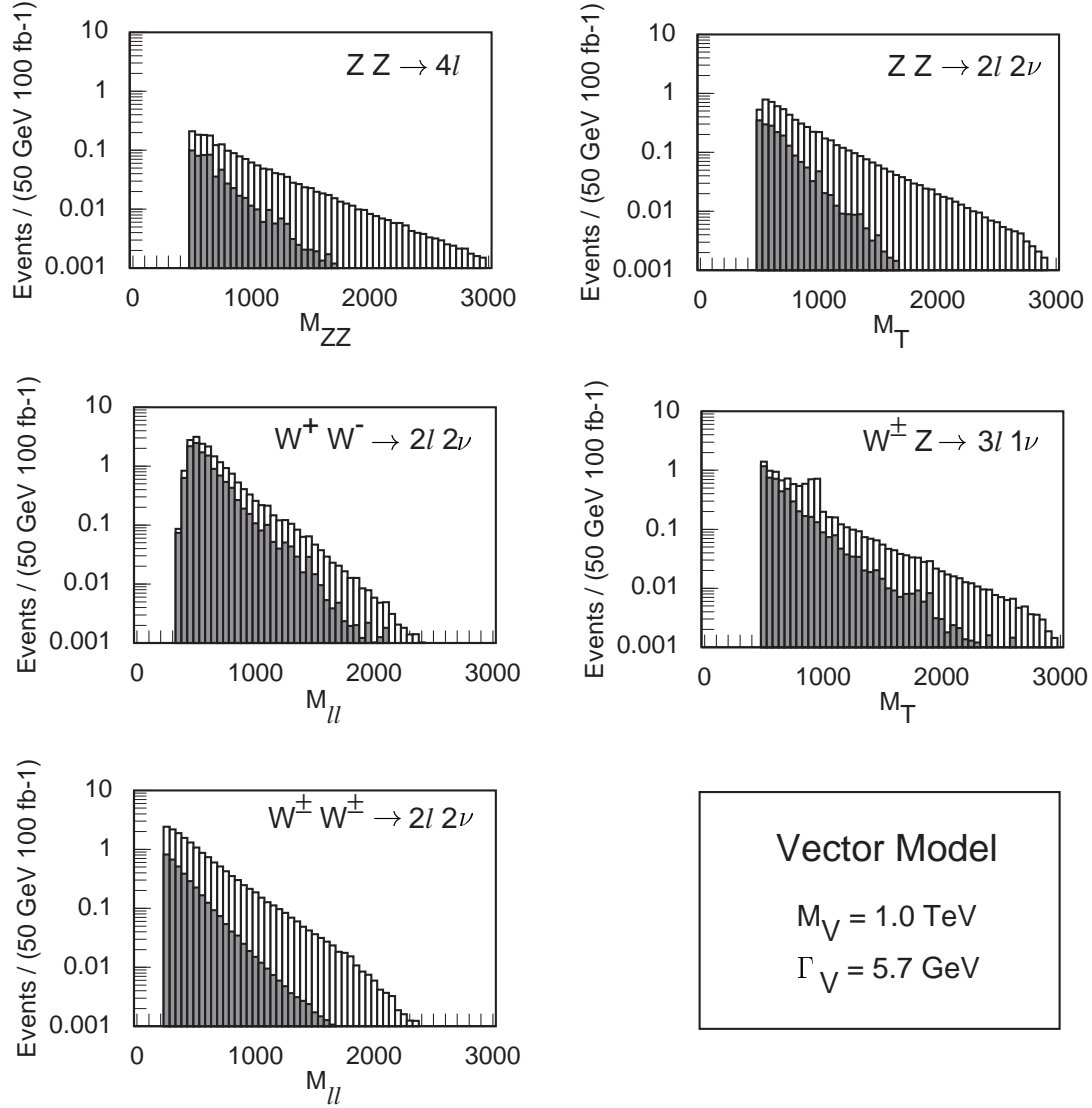 Z Z → 4l
Events / (50 GeV 100 fb-1)
10
1
0.1
0.01
0.001
0 1000 2000 3000
M_ZZ
Z Z → 2l 2ν
Events / (50 GeV 100 fb-1)
10
1
0.1
0.01
0.001
0 1000 2000 3000
M_T
W⁺ W⁻ → 2l 2ν
Events / (50 GeV 100 fb-1)
10
1
0.1
0.01
0.001
0 1000 2000 3000
M_ll
W± Z → 3l 1ν
Events / (50 GeV 100 fb-1)
10
1
0.1
0.01
0.001
0 1000 2000 3000
M_T
W± W± → 2l 2ν
Events / (50 GeV 100 fb-1)
10
1
0.1
0.01
0.001
0 1000 2000 3000
M_ll
Vector Model
M_V = 1.0 TeV
Γ_V = 5.7 GeV